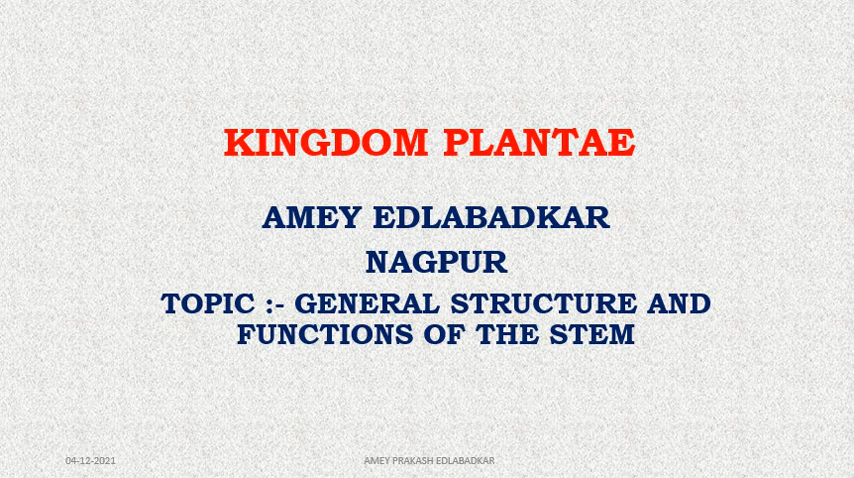 KINGDOM PLANTAE
AMEY EDLABADKAR
NAGPUR
TOPIC :- GENERAL STRUCTURE AND
FUNCTIONS OF THE STEM
04-12-2021
AMEY PRAKASH EDLABADKAR